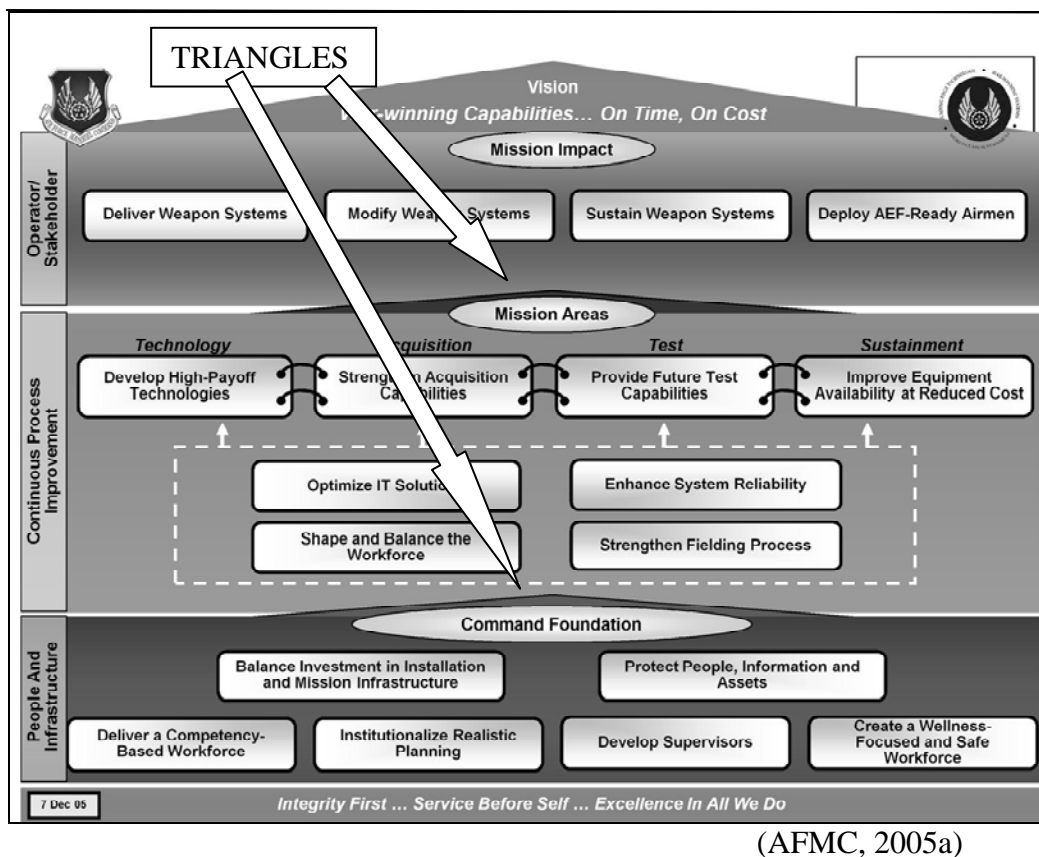 TRIANGLES
Vision
-winning Capabilities... On Time, On Cost
Mission Impact
Operator/
Stakeholder
Deliver Weapon Systems
Modify Weapon Systems
Sustain Weapon Systems
Deploy AEF-Ready Airmen
Mission Areas
Continuous Process
Improvement
Technology
cquisition
Test
Sustainment
Develop High-Payoff
Technologies
Strengthen Acquisition
Capabilities
Provide Future Test
Capabilities
Improve Equipment
Availability at Reduced Cost
Optimize IT Solutions
Enhance System Reliability
Shape and Balance the
Workforce
Strengthen Fielding Process
Command Foundation
People And
Infrastructure
Balance Investment in Installation
and Mission Infrastructure
Protect People, Information and
Assets
Deliver a Competency-
Based Workforce
Institutionalize Realistic
Planning
Develop Supervisors
Create a Wellness-
Focused and Safe
Workforce
7 Dec 05
Integrity First ... Service Before Self ... Excellence In All We Do
(AFMC, 2005a)